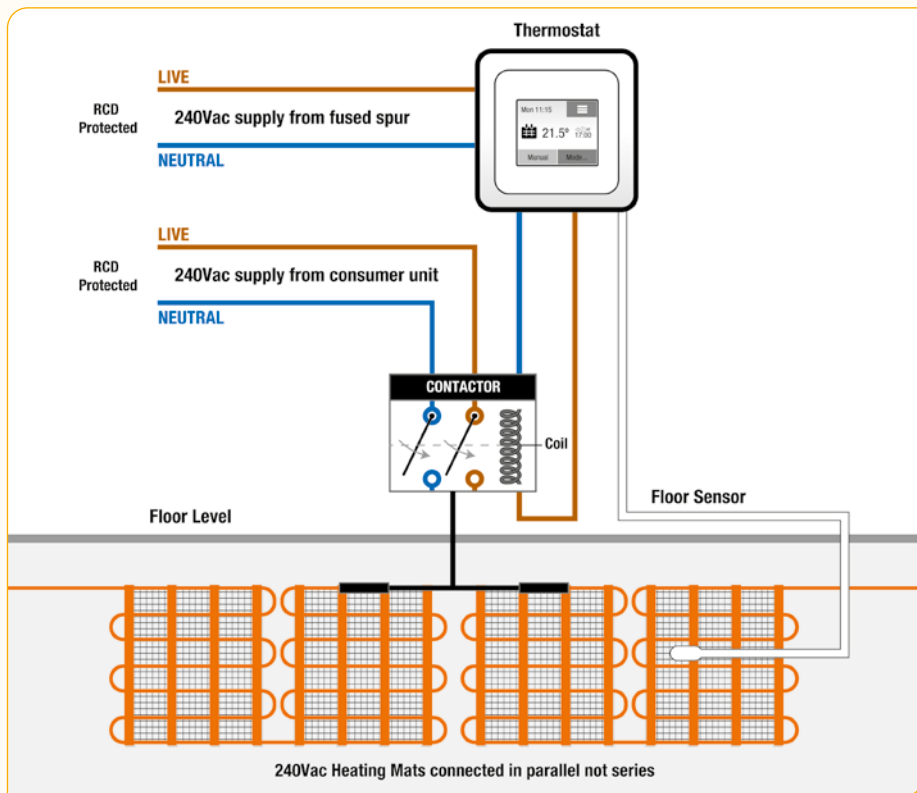 Thermostat
LIVE
RCD
Protected
240Vac supply from fused spur
NEUTRAL
Mon 11:15
21.5°
17:00
Manual
Mode...
LIVE
RCD
Protected
240Vac supply from consumer unit
NEUTRAL
CONTACTOR
Coil
Floor Sensor
Floor Level
240Vac Heating Mats connected in parallel not series